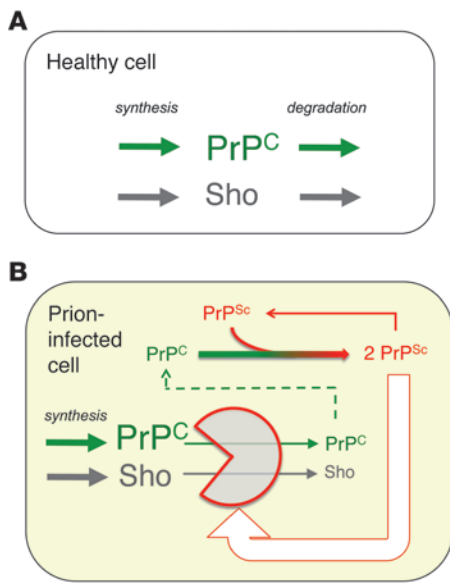 A
Healthy cell
synthesis degradation
PrPC
Sho
B
Prion-
infected
cell
PrPSc
PrPC 2 PrPSc
synthesis
PrPC PrPC
Sho Sho